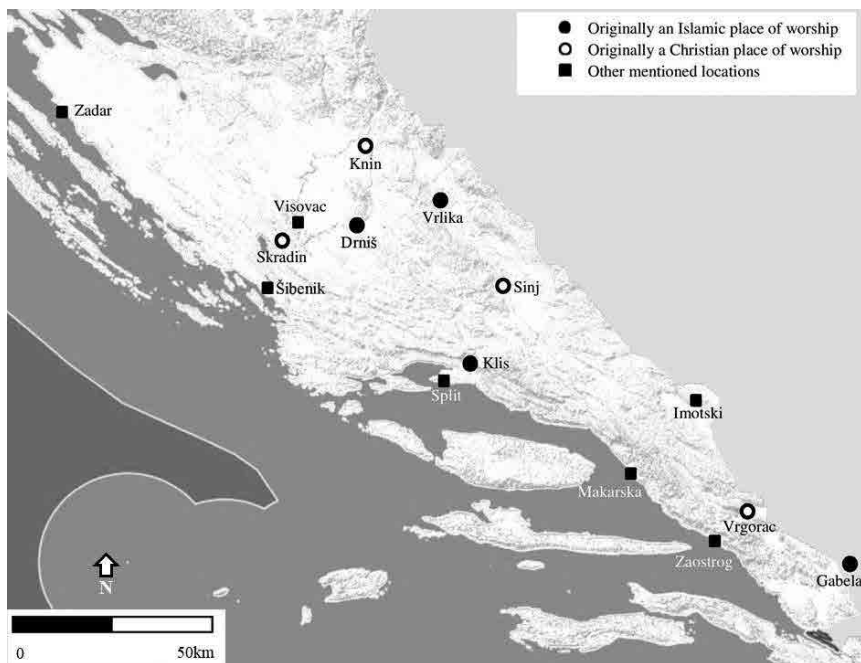 Originally an Islamic place of worship
Originally a Christian place of worship
Other mentioned locations
Zadar
Knin
Visovac
Vrlika
Drniš
Skradin
Šibenik
Sinj
Klis
Split
Imotski
Makarska
Vrgorac
Zaostrog
Gabela
N
0 50km